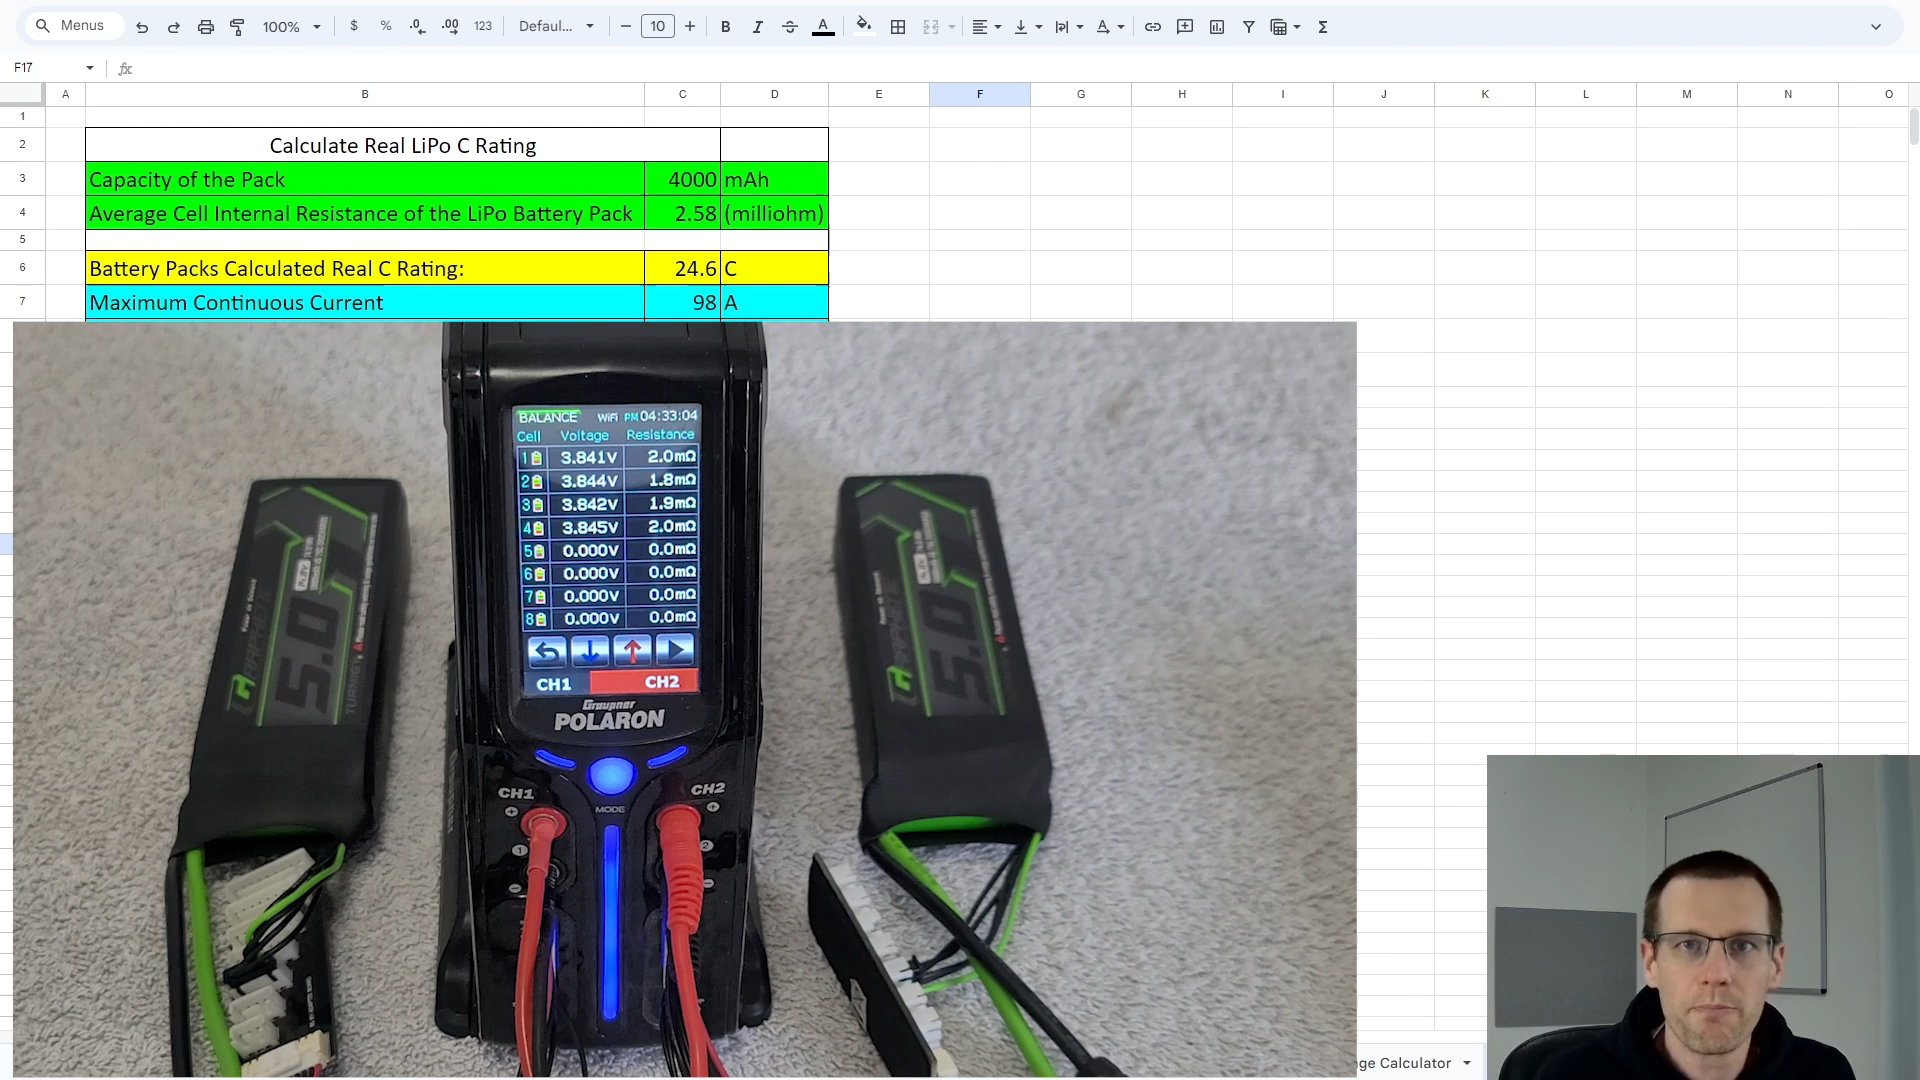 Menus 100% $ % .0 .00 123 Defaul... − 10 + B I S A Σ
F17 fx
A B C D E F G H I J K L M N O
1
2 Calculate Real LiPo C Rating
3 Capacity of the Pack 4000 mAh
4 Average Cell Internal Resistance of the LiPo Battery Pack 2.58 (milliohm)
5
6 Battery Packs Calculated Real C Rating: 24.6 C
7 Maximum Continuous Current 98 A
BALANCE WiFi PM 04:33:04
Cell Voltage Resistance
1 3.841V 2.0mΩ
2 3.844V 1.8mΩ
3 3.842V 1.9mΩ
4 3.845V 2.0mΩ
5 0.000V 0.0mΩ
6 0.000V 0.0mΩ
7 0.000V 0.0mΩ
8 0.000V 0.0mΩ
CH1 CH2
Graupner
POLARON
CH1 CH2
MODE
1 2
5.0
TURNIGY
5.0
ge Calculator